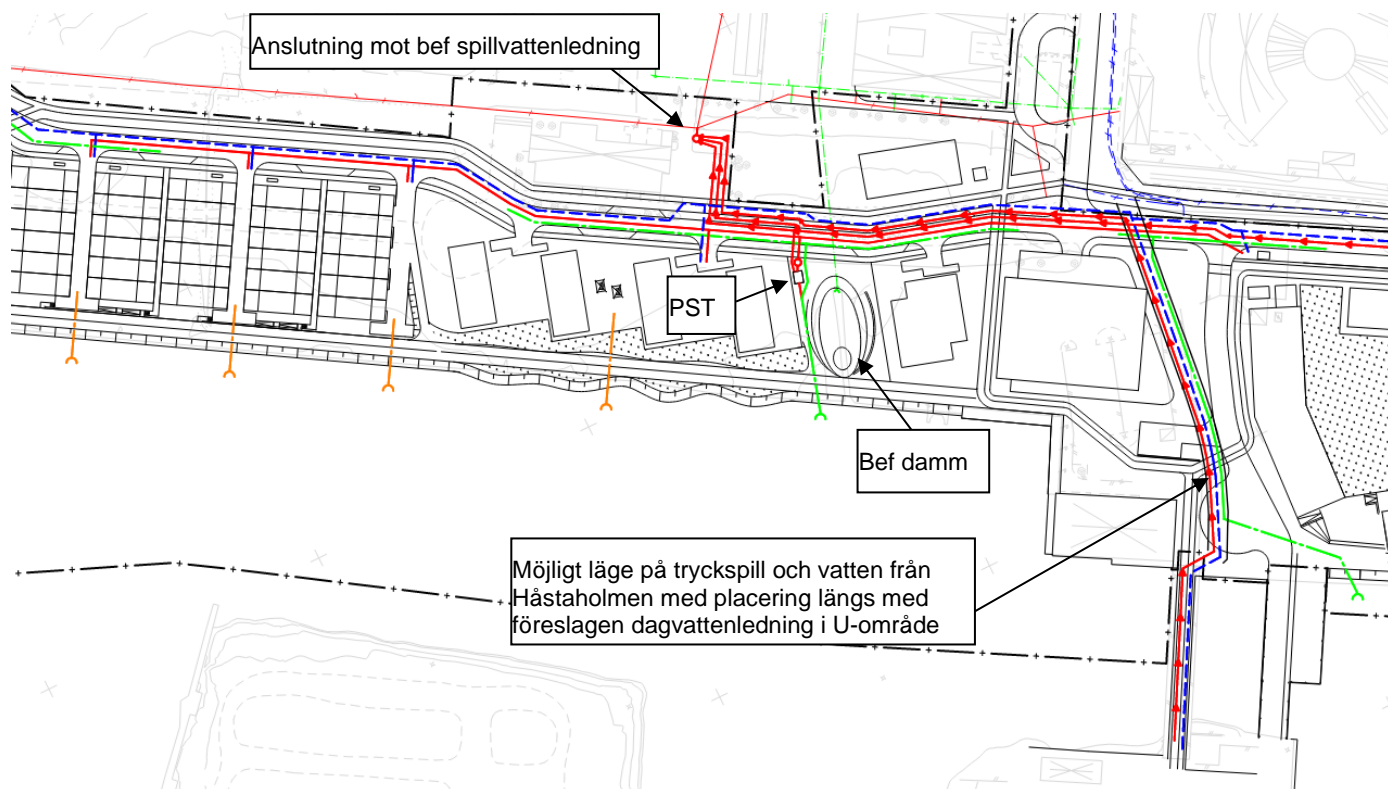 Anslutning mot bef spillvattenledning
PST
Bef damm
Möjligt läge på tryckspill och vatten från
Håstaholmen med placering längs med
föreslagen dagvattenledning i U-område